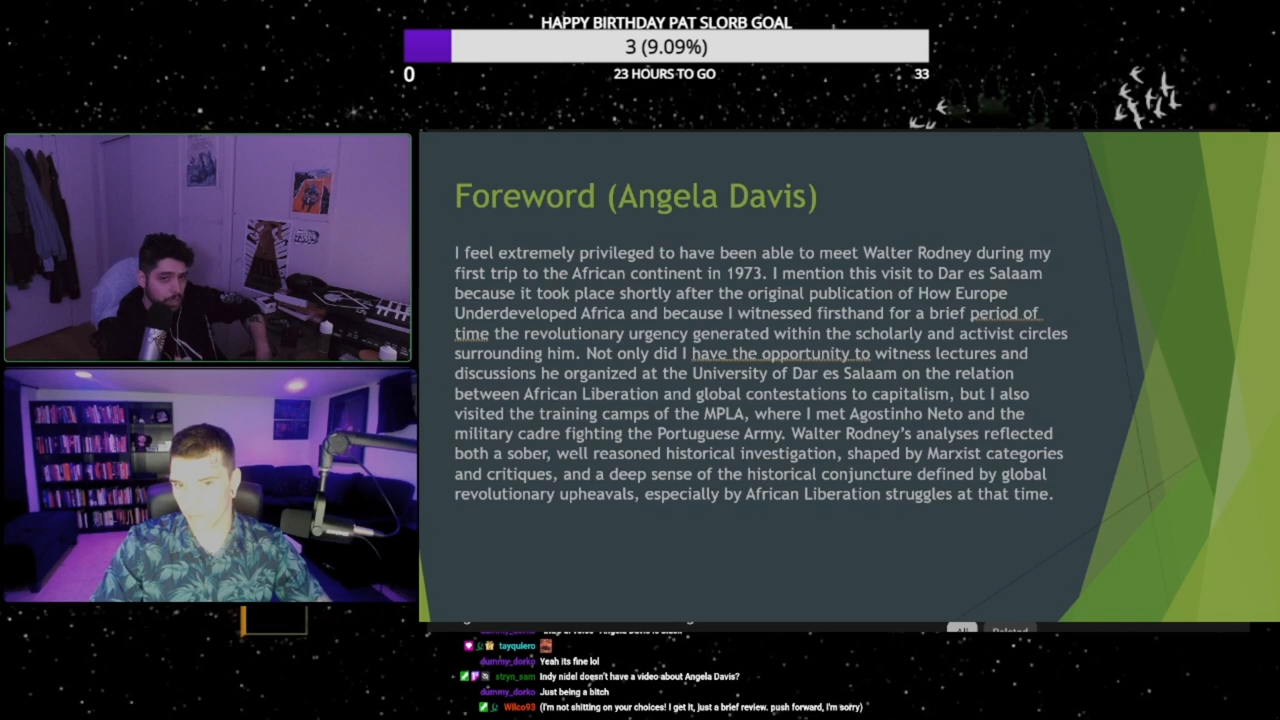 HAPPY BIRTHDAY PAT SLORB GOAL
3 (9.09%)
0
23 HOURS TO GO
33
Foreword (Angela Davis)
I feel extremely privileged to have been able to meet Walter Rodney during my
first trip to the African continent in 1973. I mention this visit to Dar es Salaam
because it took place shortly after the original publication of How Europe
Underdeveloped Africa and because I witnessed firsthand for a brief period of
time the revolutionary urgency generated within the scholarly and activist circles
surrounding him. Not only did I have the opportunity to witness lectures and
discussions he organized at the University of Dar es Salaam on the relation
between African Liberation and global contestations to capitalism, but I also
visited the training camps of the MPLA, where I met Agostinho Neto and the
military cadre fighting the Portuguese Army. Walter Rodney's analyses reflected
both a sober, well reasoned historical investigation, shaped by Marxist categories
and critiques, and a deep sense of the historical conjuncture defined by global
revolutionary upheavals, especially by African Liberation struggles at that time.
All Related
tayquiero
dummy_dorko Yeah its fine lol
stryn_sam Indy nidel doesn't have a video about Angela Davis?
dummy_dorko Just being a bitch
Wilco93 (I'm not shitting on your choices! I get it, just a brief review. push forward, I'm sorry)